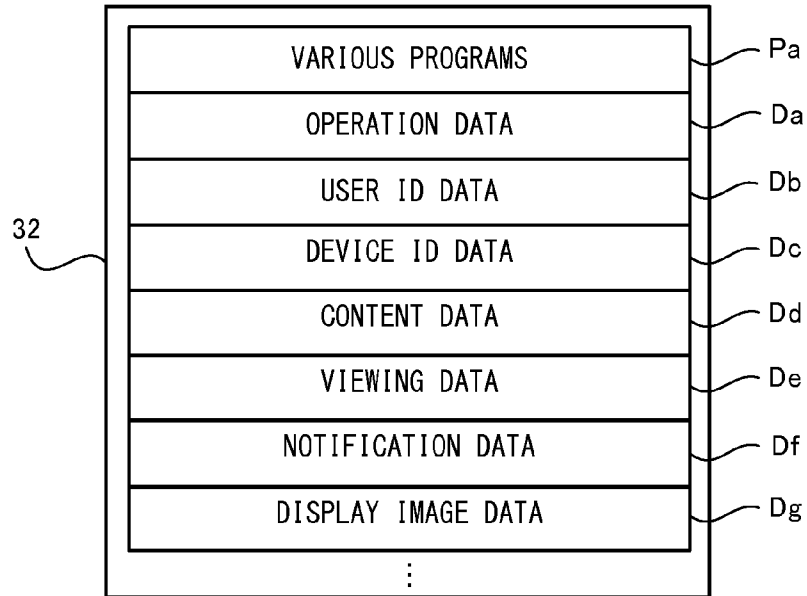 VARIOUS PROGRAMS Pa
OPERATION DATA Da
USER ID DATA Db
32
DEVICE ID DATA Dc
CONTENT DATA Dd
VIEWING DATA De
NOTIFICATION DATA Df
DISPLAY IMAGE DATA Dg
⋮